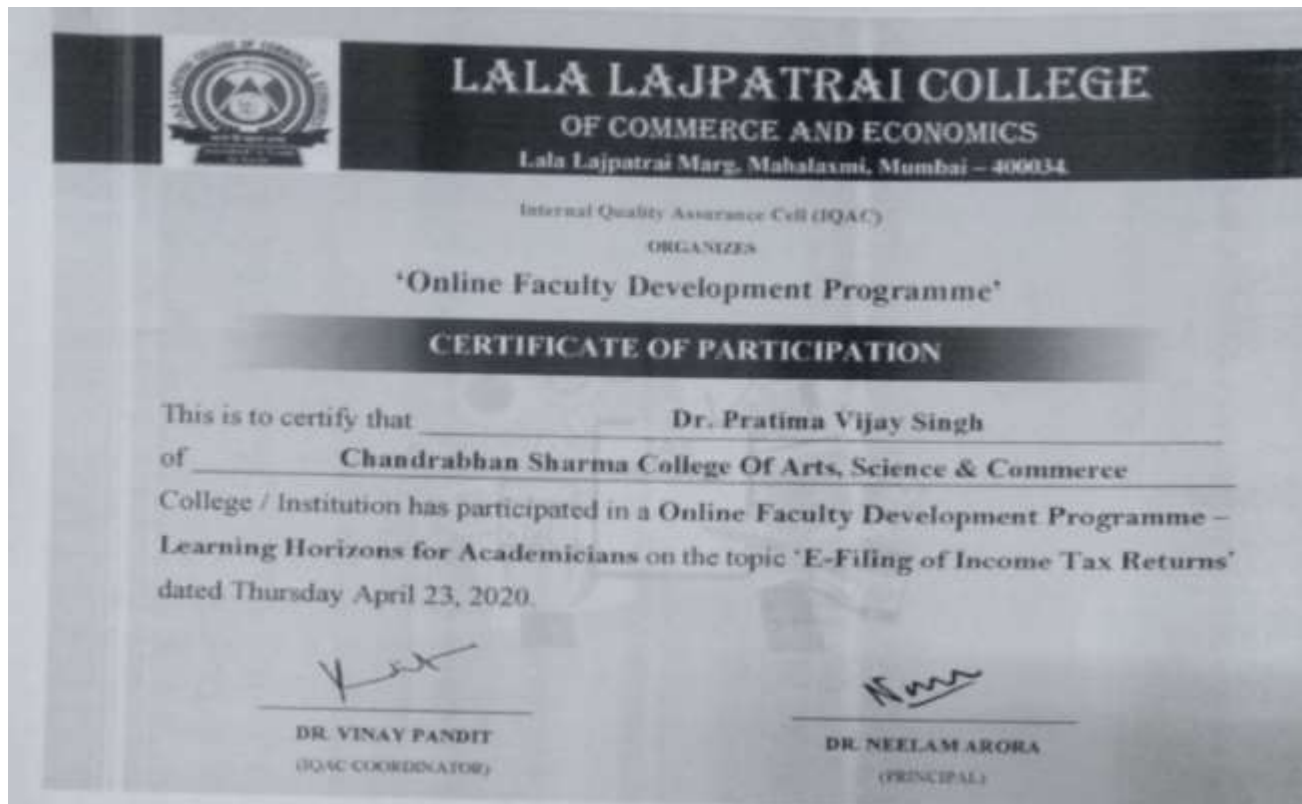 LALA LAJPATRAI COLLEGE
OF COMMERCE AND ECONOMICS
Lala Lajpatrai Marg, Mahalaxmi, Mumbai – 400034.
Internal Quality Assurance Cell (IQAC)
ORGANIZES
'Online Faculty Development Programme'
CERTIFICATE OF PARTICIPATION
This is to certify that Dr. Pratima Vijay Singh
of Chandrabhan Sharma College Of Arts, Science & Commerce
College / Institution has participated in a Online Faculty Development Programme –
Learning Horizons for Academicians on the topic 'E-Filing of Income Tax Returns'
dated Thursday April 23, 2020.
DR. VINAY PANDIT
(IQAC COORDINATOR)
DR. NEELAM ARORA
(PRINCIPAL)